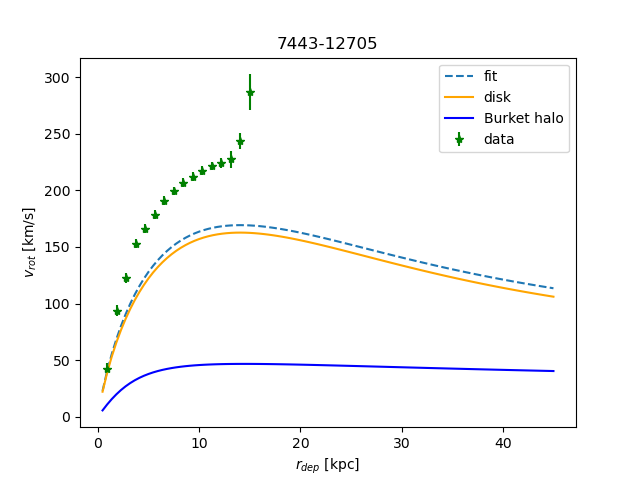 7443-12705
300
250
200
150
100
50
0
v_rot [km/s]
fit
disk
Burket halo
data
0 10 20 30 40
r_dep [kpc]